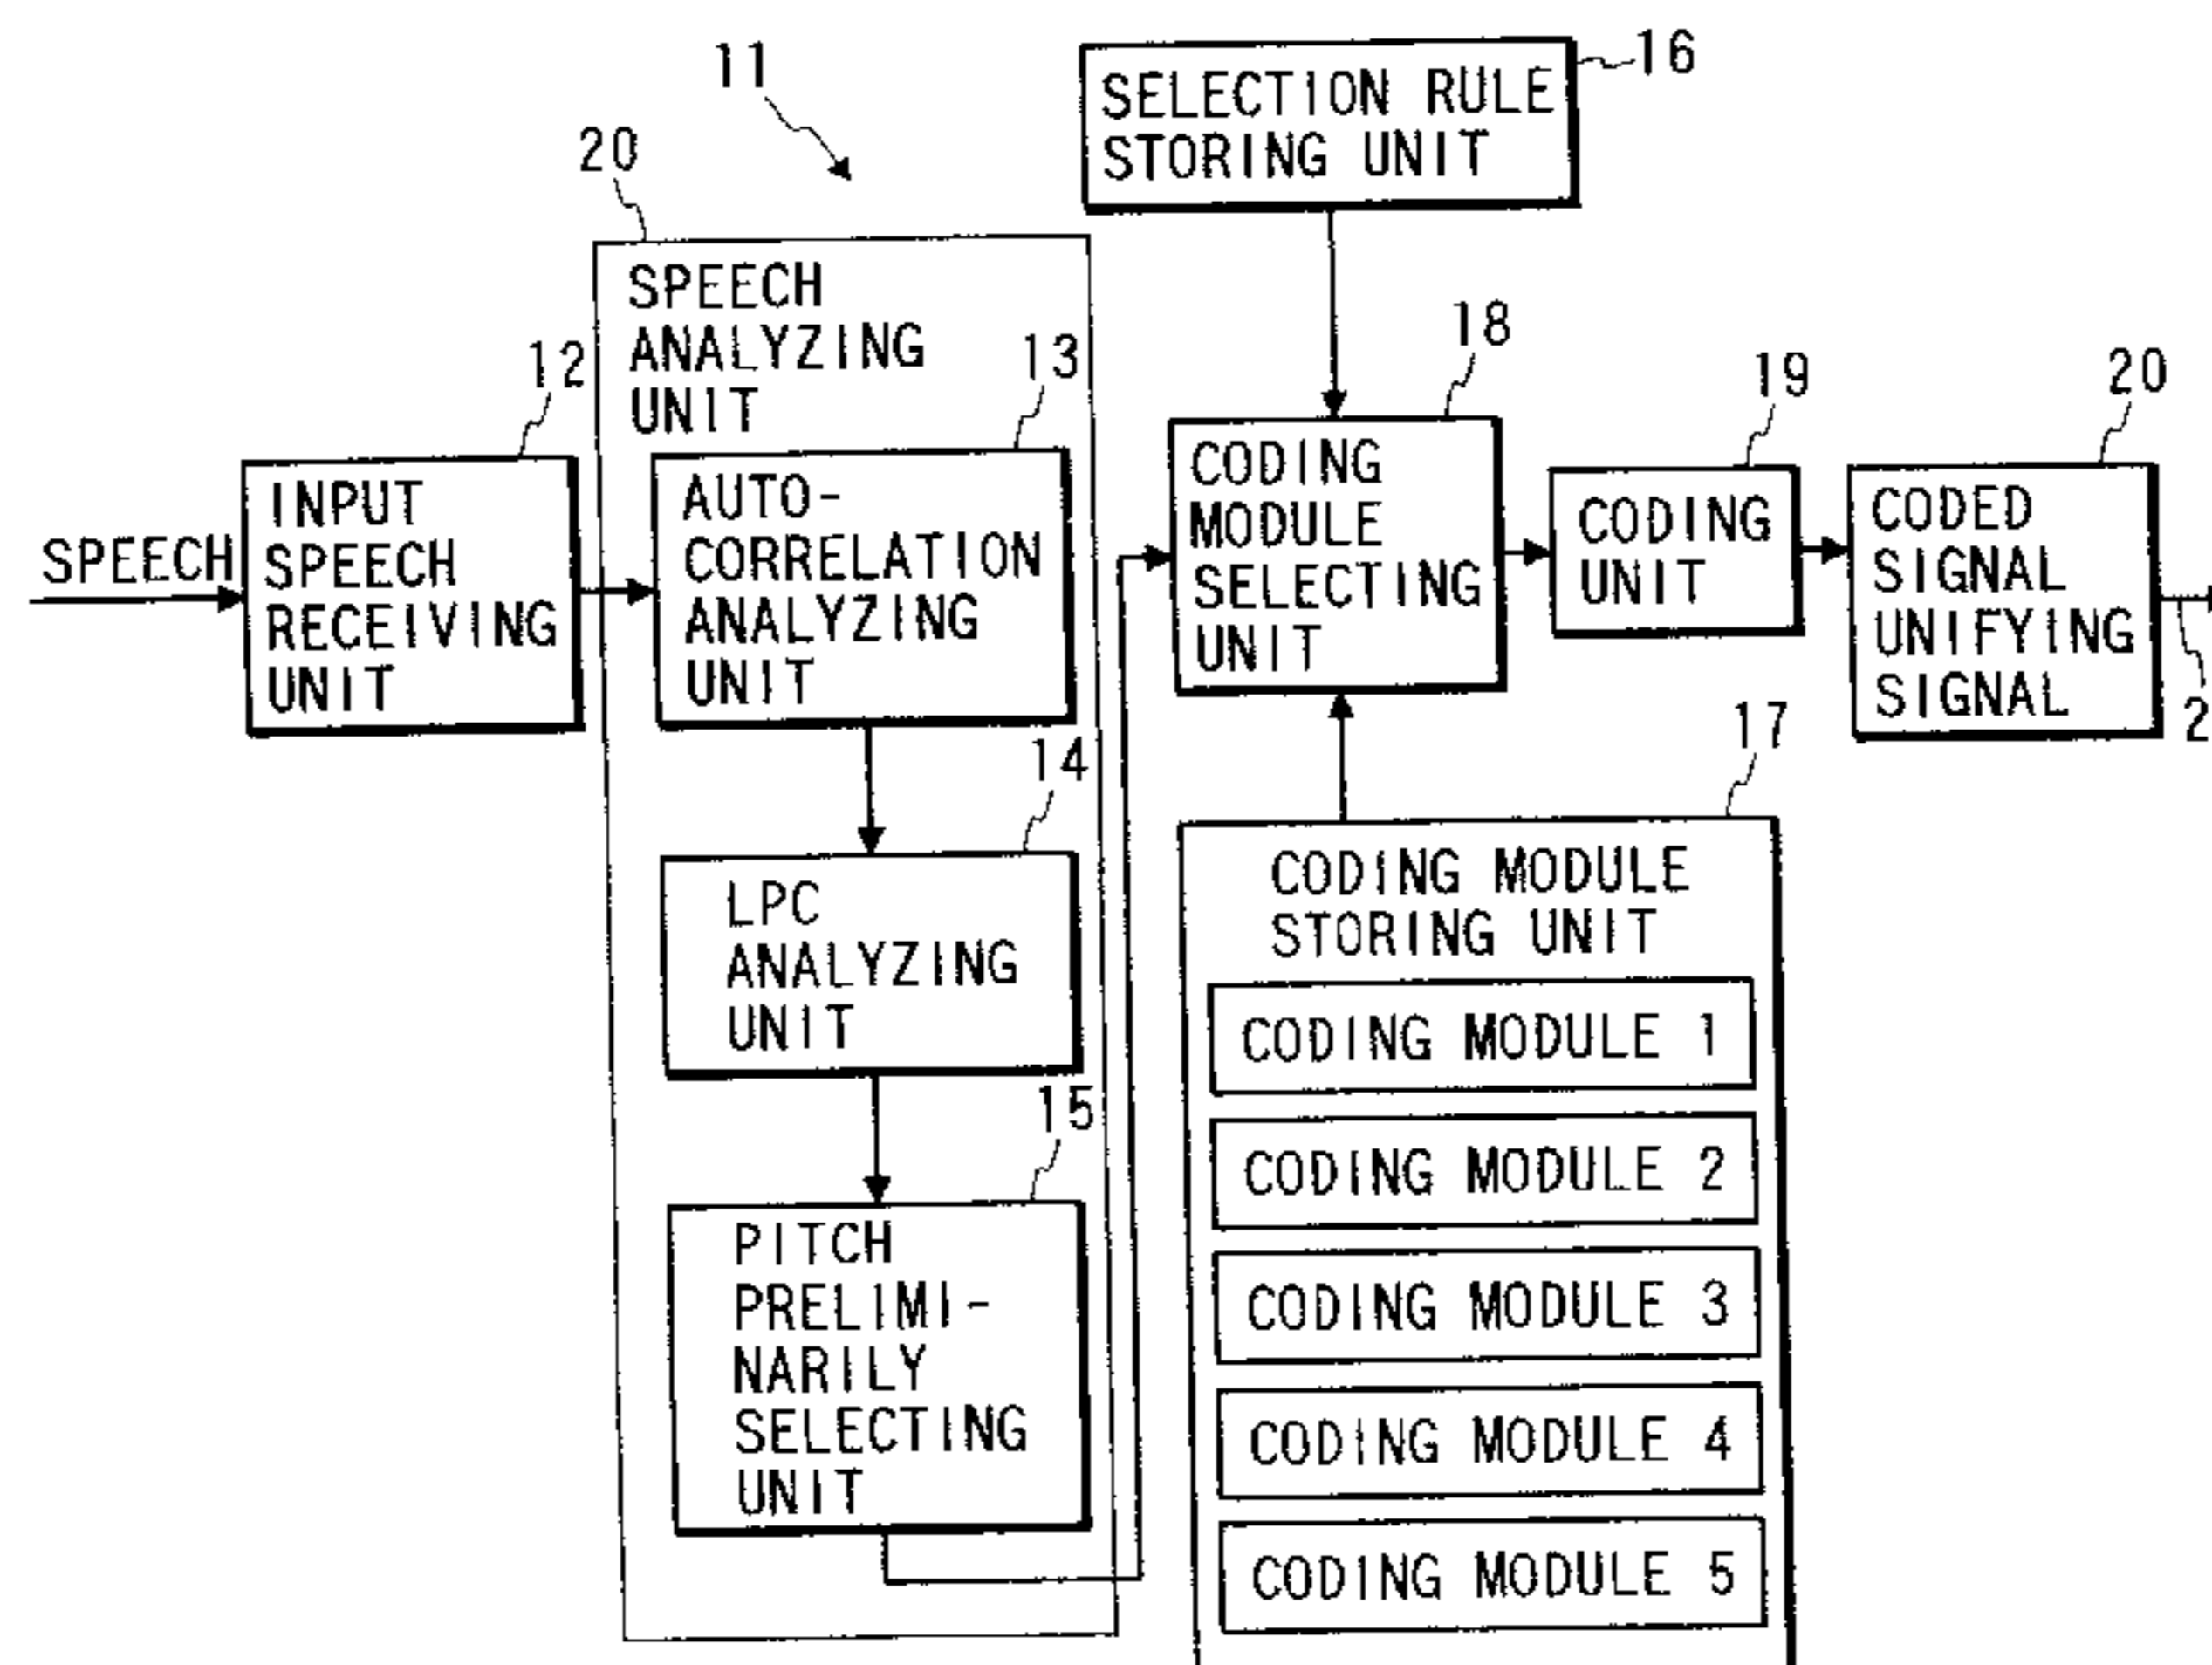 11
SELECTION RULE
STORING UNIT
16
20
SPEECH
ANALYZING
UNIT
12
13
18
19
20
SPEECH
INPUT
SPEECH
RECEIVING
UNIT
AUTO-
CORRELATION
ANALYZING
UNIT
CODING
MODULE
SELECTING
UNIT
CODING
UNIT
CODED
SIGNAL
UNIFYING
SIGNAL
2
14
LPC
ANALYZING
UNIT
15
PITCH
PRELIMI-
NARILY
SELECTING
UNIT
17
CODING MODULE
STORING UNIT
CODING MODULE 1
CODING MODULE 2
CODING MODULE 3
CODING MODULE 4
CODING MODULE 5